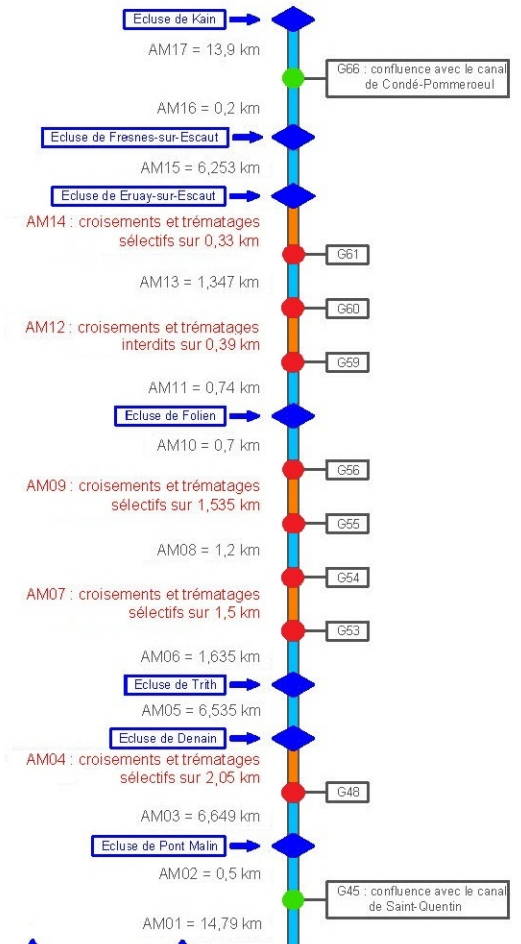 Ecluse de Kain
AM17 = 13,9 km
G66 : confluence avec le canal
de Condé-Pommeroeul
AM16 = 0,2 km
Ecluse de Fresnes-sur-Escaut
AM15 = 6,253 km
Ecluse de Eruay-sur-Escaut
AM14 : croisements et trématages
sélectifs sur 0,33 km
G61
AM13 = 1,347 km
G60
AM12 : croisements et trématages
interdits sur 0,39 km
G59
AM11 = 0,74 km
Ecluse de Folien
AM10 = 0,7 km
G56
AM09 : croisements et trématages
sélectifs sur 1,535 km
G55
AM08 = 1,2 km
G54
AM07 : croisements et trématages
sélectifs sur 1,5 km
G53
AM06 = 1,635 km
Ecluse de Trith
AM05 = 6,535 km
Ecluse de Denain
AM04 : croisements et trématages
sélectifs sur 2,05 km
G48
AM03 = 6,649 km
Ecluse de Pont Malin
AM02 = 0,5 km
G45 : confluence avec le canal
de Saint-Quentin
AM01 = 14,79 km